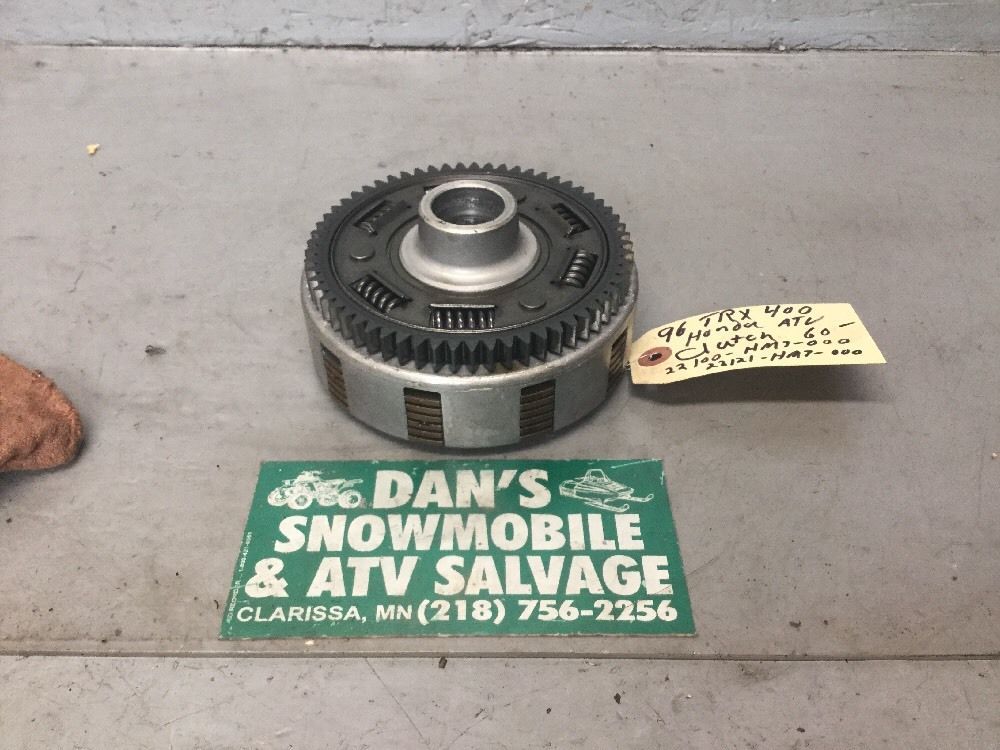 96 TRX 400
Honda ATV
Clutch 60-
22100-HM7-000
22121-HM7-000
DAN'S
SNOWMOBILE
& ATV SALVAGE
CLARISSA, MN (218) 756-2256